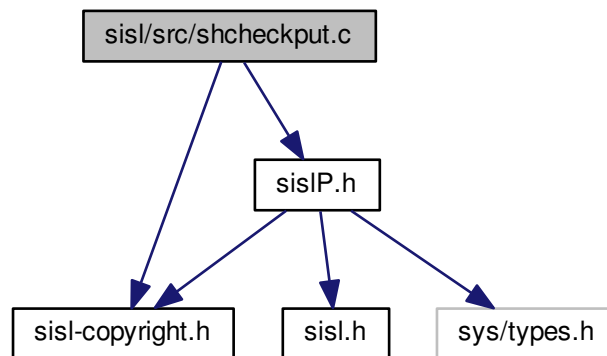 sisl/src/shcheckput.c
sislP.h
sisl-copyright.h
sisl.h
sys/types.h